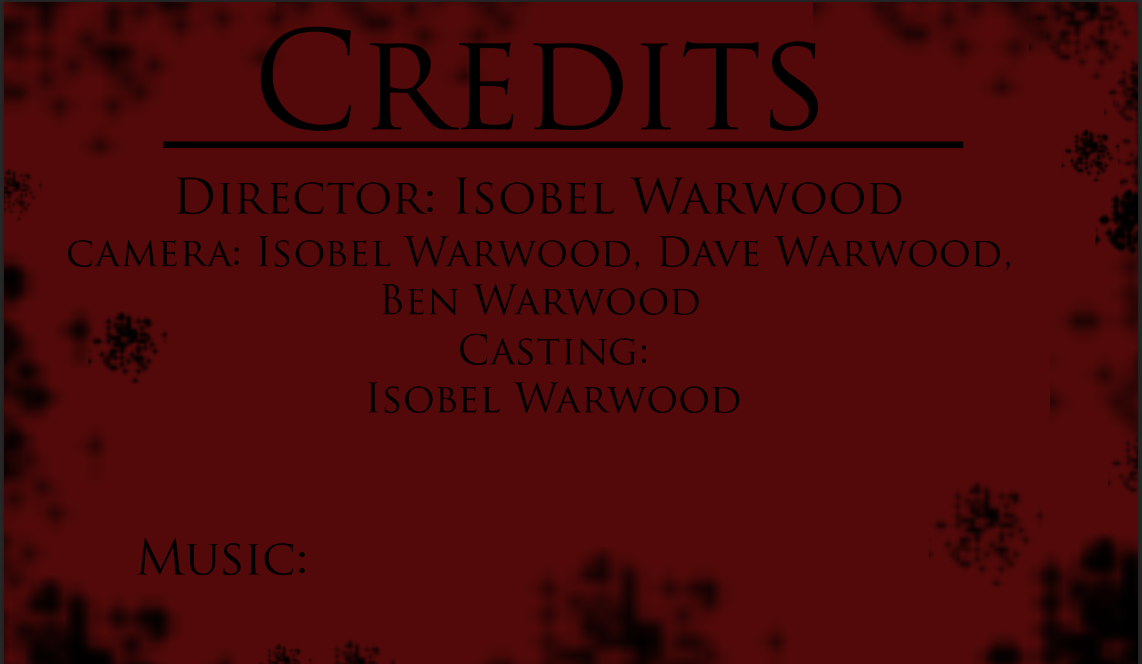 Credits
Director: Isobel Warwood
camera: Isobel Warwood, Dave Warwood,
Ben Warwood
Casting:
Isobel Warwood
Music: